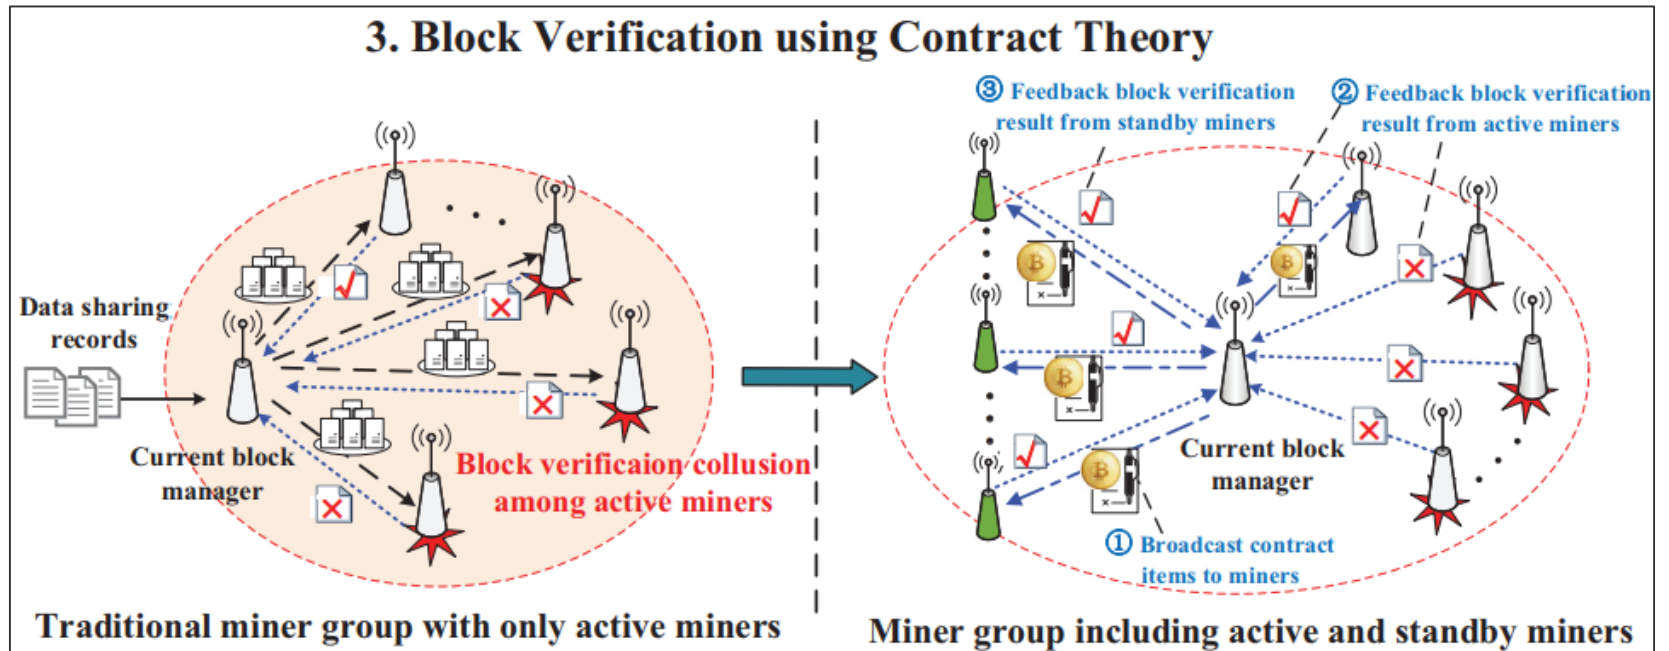 3. Block Verification using Contract Theory
③ Feedback block verification
result from standby miners
② Feedback block verification
result from active miners
Data sharing
records
Current block
manager
Block verificaion collusion
among active miners
Current block
manager
① Broadcast contract
items to miners
Traditional miner group with only active miners
Miner group including active and standby miners